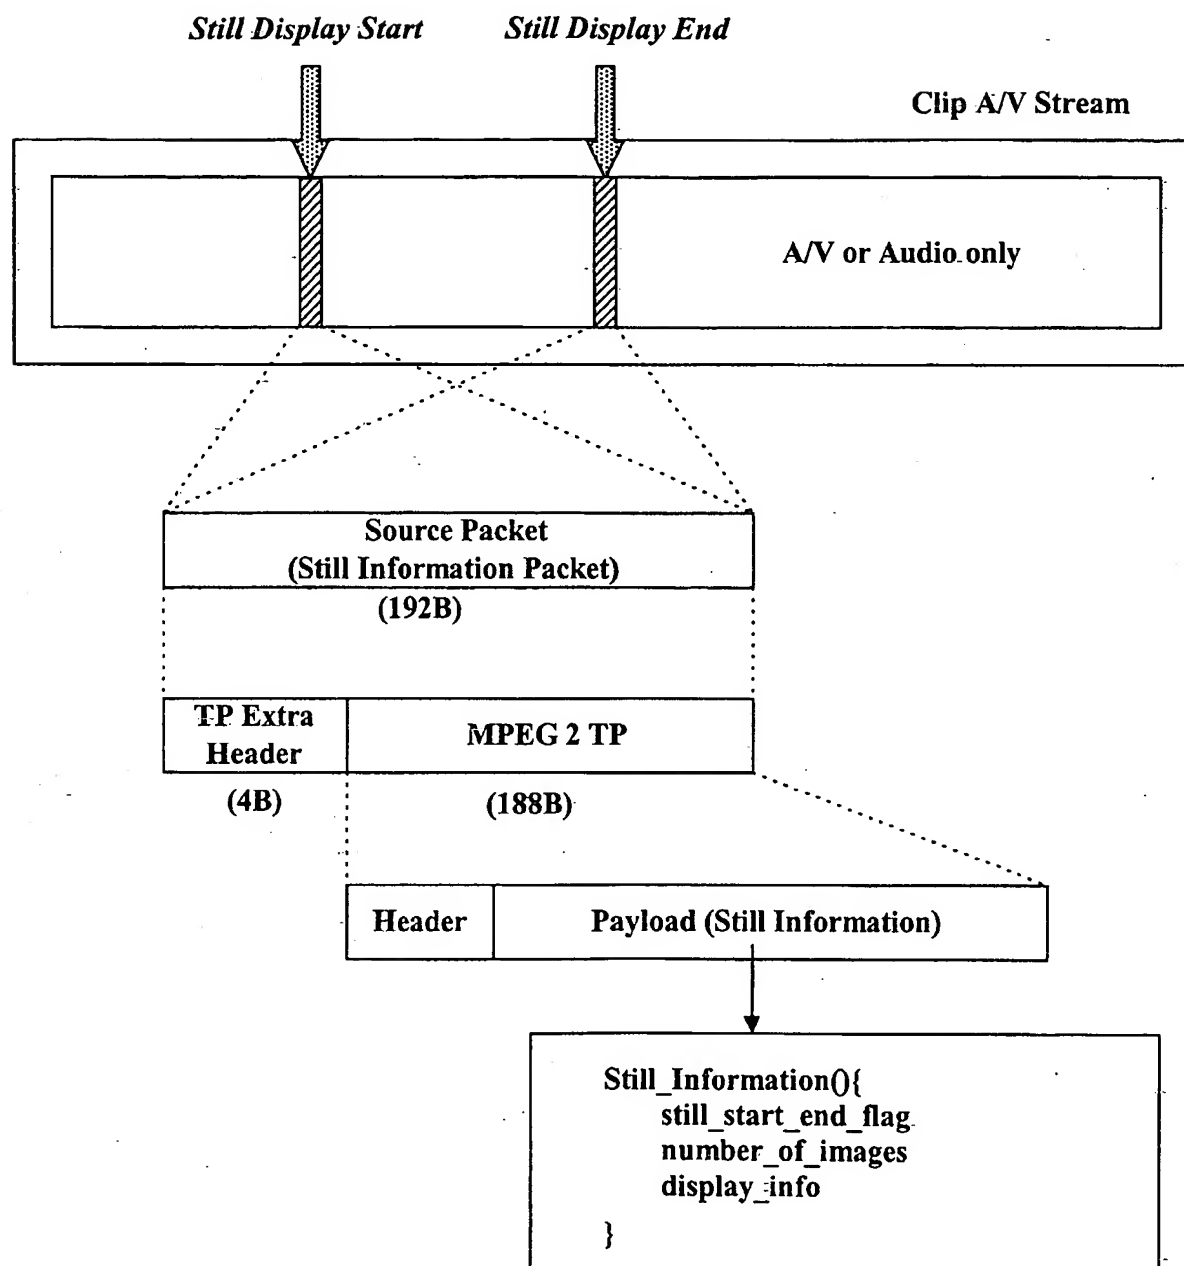 Still Display Start
Still Display End
Clip A/V Stream
A/V or Audio only
Source Packet
(Still Information Packet)
(192B)
TP Extra
Header
MPEG 2 TP
(4B)
(188B)
Header
Payload (Still Information)
Still_Information(){
still_start_end_flag
number_of_images
display_info
}